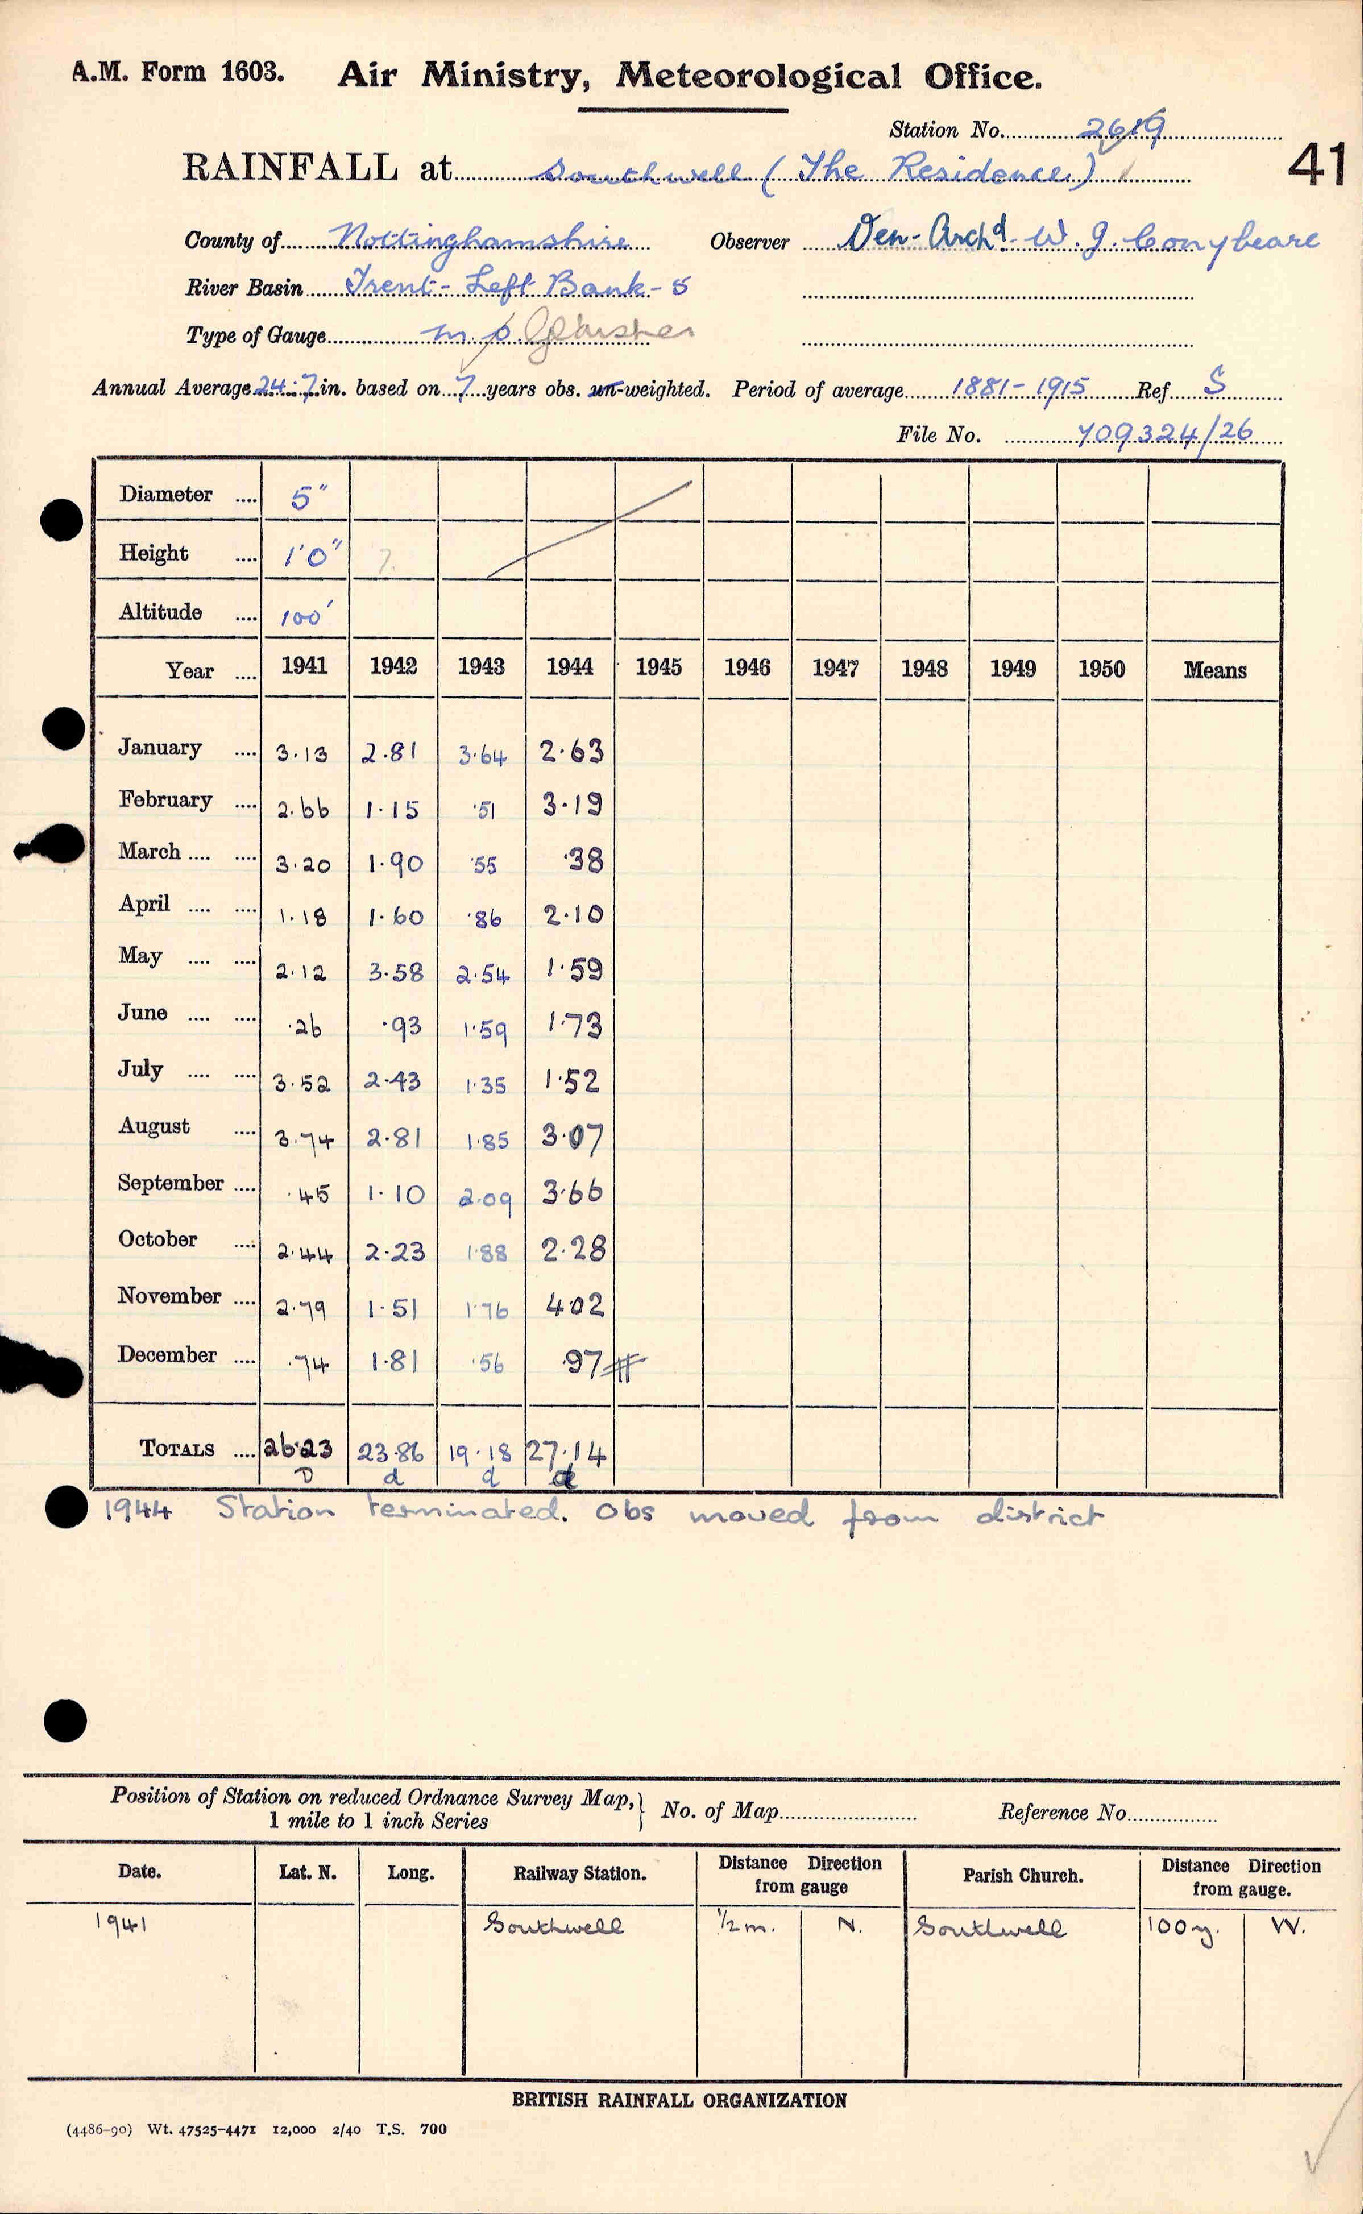 A.M. Form 1603. Air Ministry, Meteorological Office.
Station No. 2619
41
RAINFALL at Southwell (The Residence)
County of Nottinghamshire Observer Ven. Archd. W. J. Conybeare
River Basin Trent - Left Bank - 5
Type of Gauge m.o. Glaisher
Annual Average 24.7 in. based on 7 years obs. un-weighted. Period of average 1881-1915 Ref S
File No. 709324/26
Diameter .... 5"
Height .... 1'0" 7.
Altitude .... 100'
Year .... 1941 1942 1943 1944 1945 1946 1947 1948 1949 1950 Means
January .... 3.13 2.81 3.64 2.63
February .... 2.66 1.15 .51 3.19
March .... .... 3.20 1.90 .55 .38
April .... .... 1.18 1.60 .86 2.10
May .... .... 2.12 3.58 2.54 1.59
June .... .... .26 .93 1.59 1.73
July .... .... 3.52 2.43 1.35 1.52
August .... 3.74 2.81 1.85 3.07
September .... .45 1.10 2.09 3.66
October .... 2.44 2.23 1.88 2.28
November .... 2.79 1.51 1.76 4.02
December .... .74 1.81 .56 .97 #
TOTALS .... 26.23 23.86 19.18 27.14
D d d d
1944 Station terminated. Obs moved from district
Position of Station on reduced Ordnance Survey Map, } No. of Map Reference No
1 mile to 1 inch Series
Date. Lat. N. Long. Railway Station. Distance Direction from gauge Parish Church. Distance Direction from gauge.
1941 Southwell 1/2 m. N. Southwell 100 y. W.
BRITISH RAINFALL ORGANIZATION
(4486-90) Wt. 47525-4471 12,000 2/40 T.S. 700